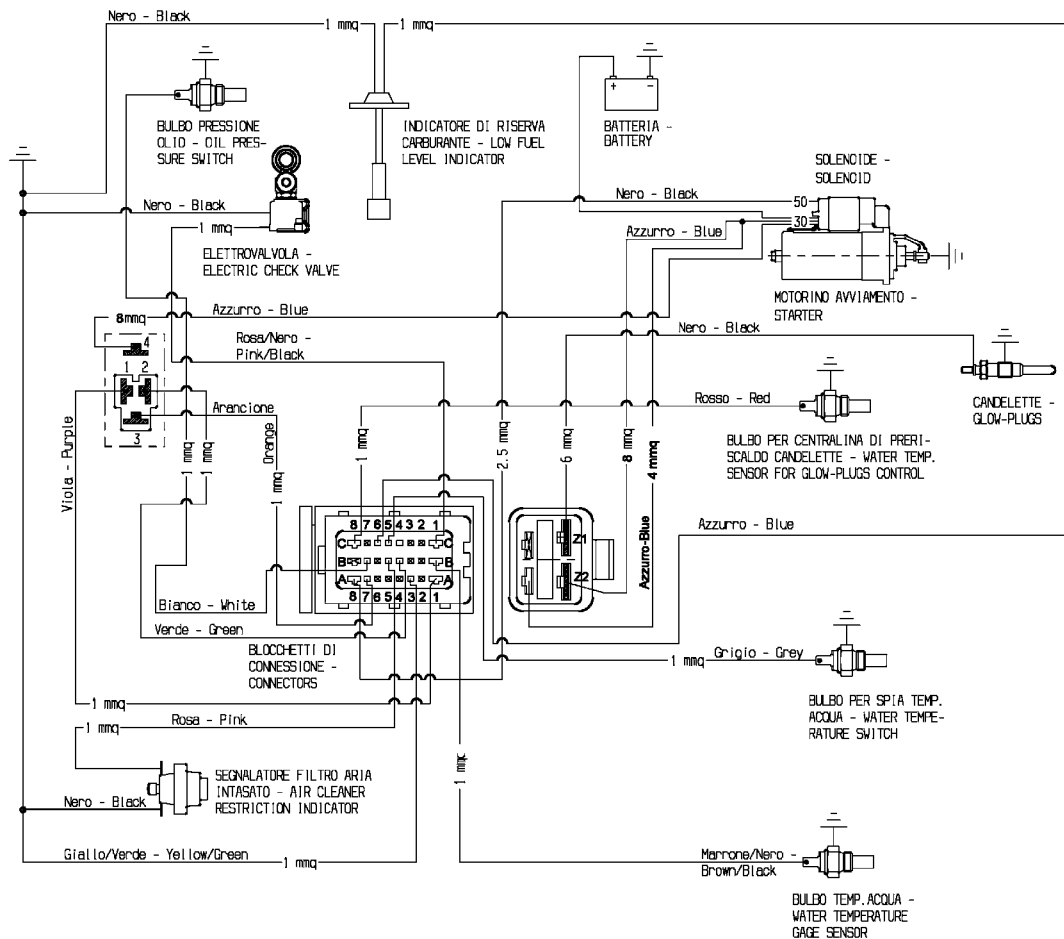 Nero - Black
1 mmq
1 mmq
BULBO PRESSIONE
OLIO - OIL PRES-
SURE SWITCH
INDICATORE DI RISERVA
CARBURANTE - LOW FUEL
LEVEL INDICATOR
+ -
BATTERIA -
BATTERY
SOLENOIDE -
SOLENOID
Nero - Black
50
30
Nero - Black
1 mmq
Azzurro - Blue
ELETTROVALVOLA -
ELECTRIC CHECK VALVE
MOTORINO AVVIAMENTO -
STARTER
8mmq
Azzurro - Blue
Nero - Black
Rosa/Nero -
Pink/Black
4
1 2
3
Arancione
Orange
1 mmq
Viola - Purple
1 mmq
1 mmq
1 mmq
2.5 mmq
6 mmq
8 mmq
4 mmq
Rosso - Red
CANDELETTE -
GLOW-PLUGS
BULBO PER CENTRALINA DI PRERI-
SCALDO CANDELETTE - WATER TEMP.
SENSOR FOR GLOW-PLUGS CONTROL
8 7 6 5 4 3 2 1
C C
B B
A A
8 7 6 5 4 3 2 1
Z1
Z2
Azzurro-Blue
Azzurro - Blue
Bianco - White
Verde - Green
BLOCCHETTI DI
CONNESSIONE -
CONNECTORS
1 mmq
Grigio - Grey
1 mmq
BULBO PER SPIA TEMP.
ACQUA - WATER TEMPE-
RATURE SWITCH
1 mmq
Rosa - Pink
1 mmq
SEGNALATORE FILTRO ARIA
INTASATO - AIR CLEANER
RESTRICTION INDICATOR
Nero - Black
Giallo/Verde - Yellow/Green
1 mmq
Marrone/Nero -
Brown/Black
BULBO TEMP.ACQUA -
WATER TEMPERATURE
GAGE SENSOR